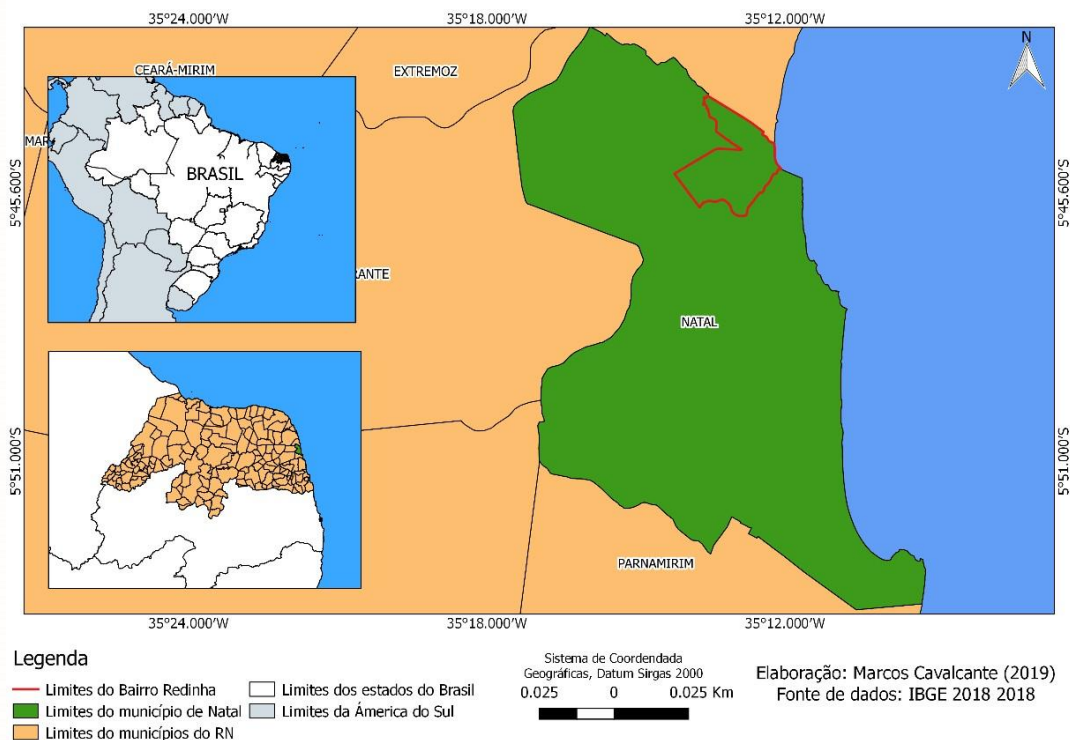 35°24.000'W
35°18.000'W
35°12.000'W
CEARÁ-MIRIM
EXTREMOZ
N
MAR
BRASIL
5°45.600'S
5°45.600'S
RANTE
NATAL
5°51.000'S
5°51.000'S
PARNAMIRIM
35°24.000'W
35°18.000'W
35°12.000'W
Legenda
Limites do Bairro Redinha
Limites do município de Natal
Limites do municípios do RN
Limites dos estados do Brasil
Limites da Ámerica do Sul
Sistema de Coordendada
Geográficas, Datum Sirgas 2000
0.025 0 0.025 Km
Elaboração: Marcos Cavalcante (2019)
Fonte de dados: IBGE 2018 2018